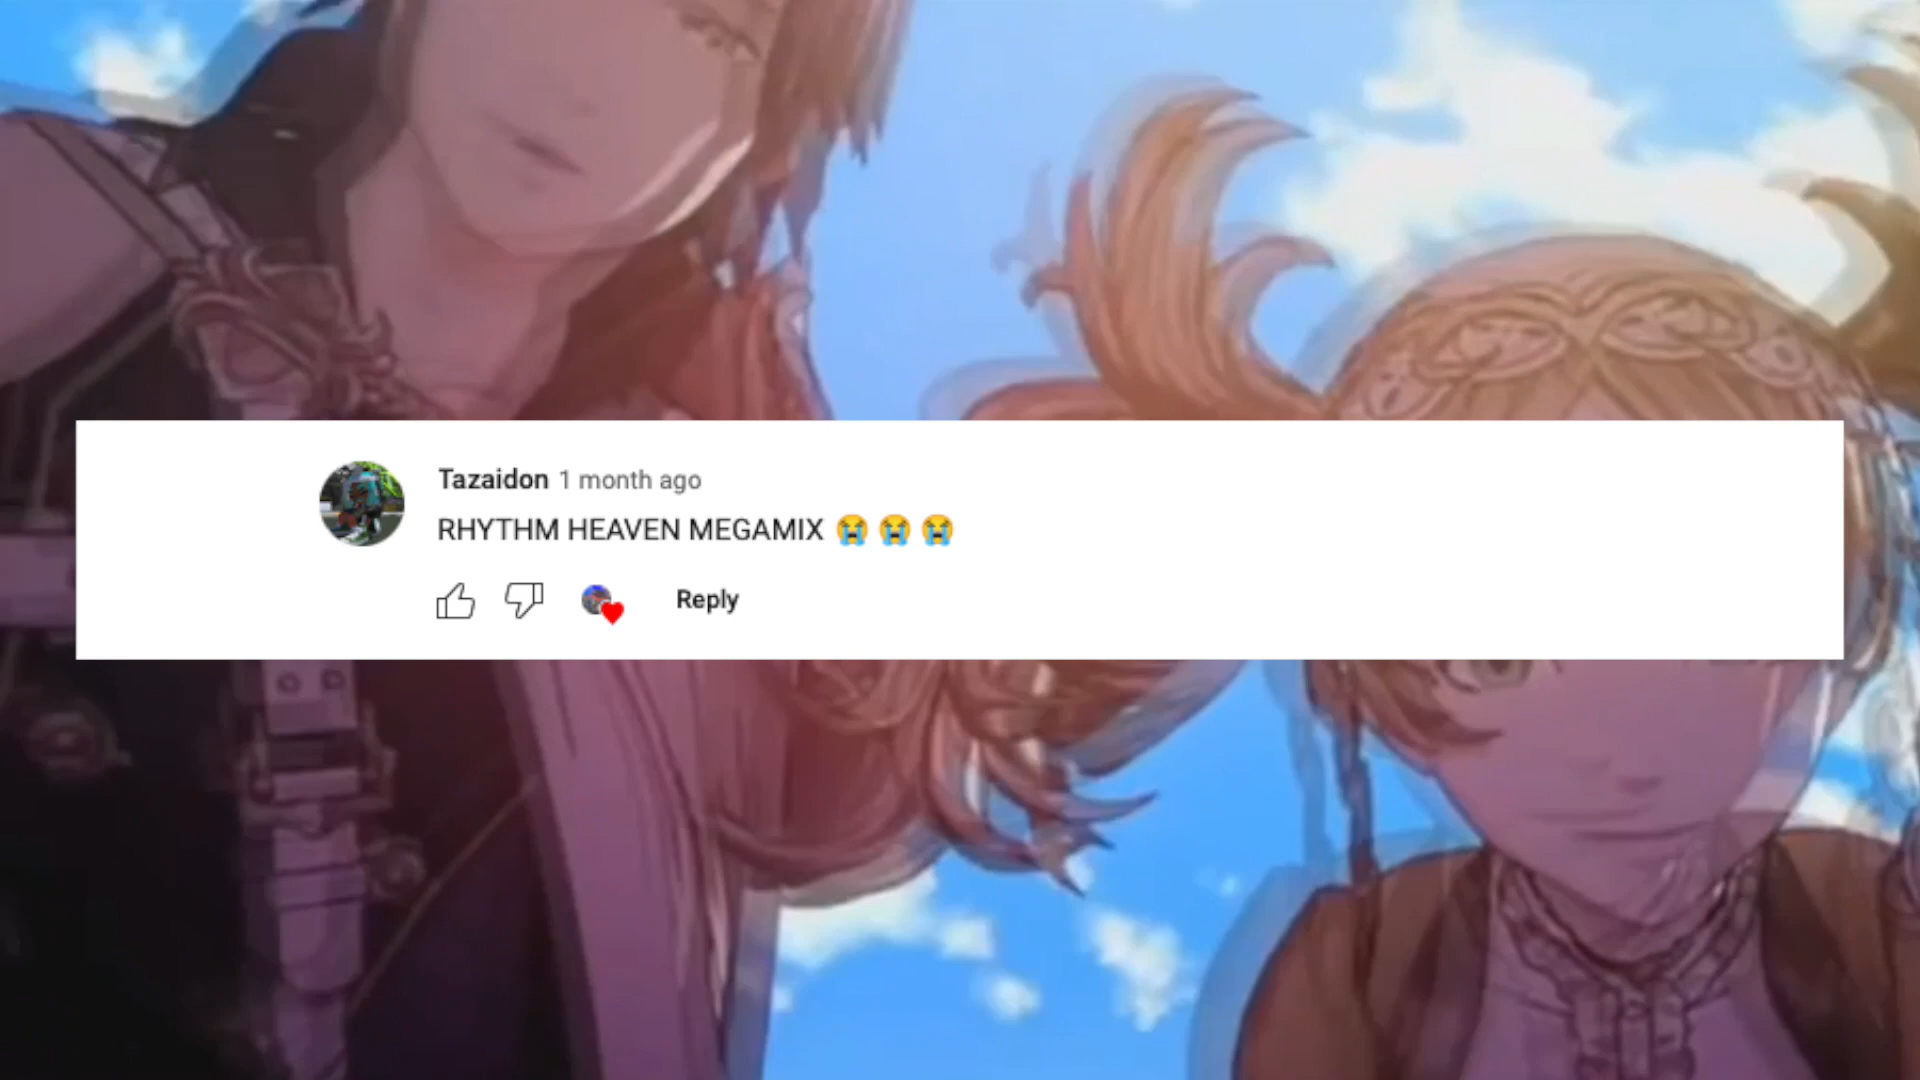 Tazaidon 1 month ago
RHYTHM HEAVEN MEGAMIX 😭 😭 😭
Reply